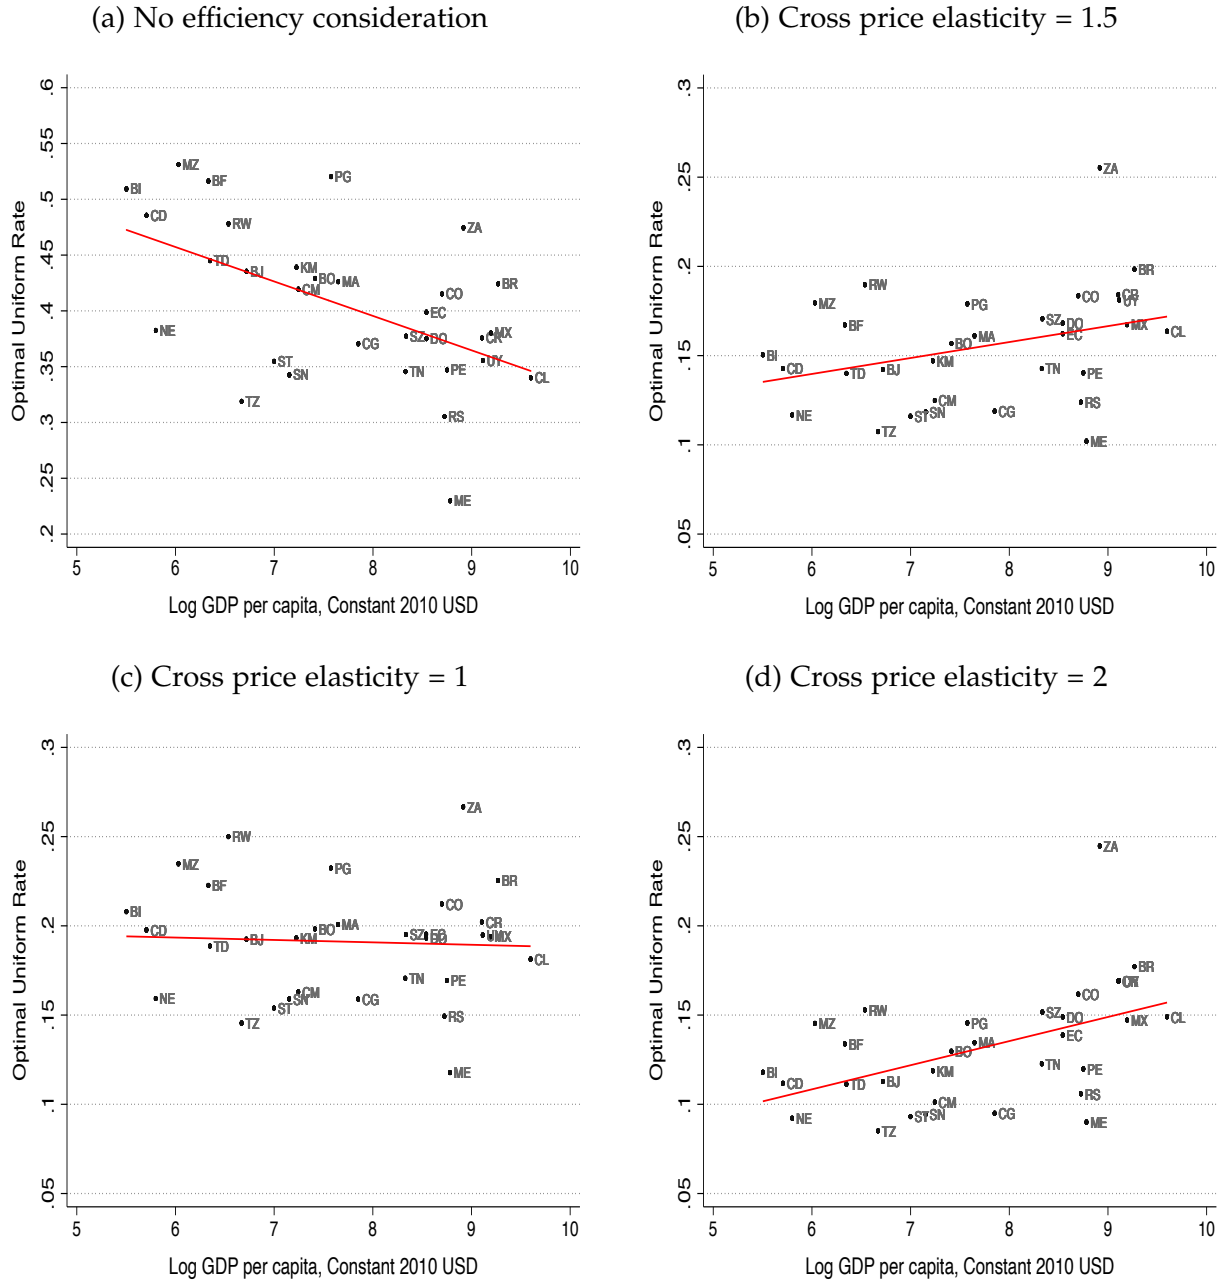 (a) No efficiency consideration
Optimal Uniform Rate
.6
.55
.5
.45
.4
.35
.3
.25
.2
MZ
BF
PG
BI
CD
RW
ZA
TD
BJ
KM
BO
MA
CM
BR
CO
EC
NE
SZ
DO
MX
CR
CG
ST
UY
SN
TN
PE
CL
TZ
RS
ME
5 6 7 8 9 10
Log GDP per capita, Constant 2010 USD
(b) Cross price elasticity = 1.5
Optimal Uniform Rate
.3
.25
.2
.15
.1
.05
ZA
BR
RW
CO
CR
UY
MZ
PG
SZ
DO
BF
MX
CL
EC
MA
BO
BI
KM
CD
BJ
TD
TN
PE
CM
RS
NE
ST
SN
CG
TZ
ME
5 6 7 8 9 10
Log GDP per capita, Constant 2010 USD
(c) Cross price elasticity = 1
Optimal Uniform Rate
.3
.25
.2
.15
.1
.05
ZA
RW
MZ
PG
BR
BF
BI
CO
CR
CD
BO
MA
TD
BJ
KM
SZ
MX
CL
TN
PE
NE
CM
SN
CG
ST
TZ
RS
ME
5 6 7 8 9 10
Log GDP per capita, Constant 2010 USD
(d) Cross price elasticity = 2
Optimal Uniform Rate
.3
.25
.2
.15
.1
.05
ZA
BR
CO
RW
SZ
DO
MX
CL
MZ
PG
EC
BF
MA
BO
TN
PE
BI
KM
CD
TD
BJ
RS
CM
NE
ST
SN
CG
TZ
ME
5 6 7 8 9 10
Log GDP per capita, Constant 2010 USD